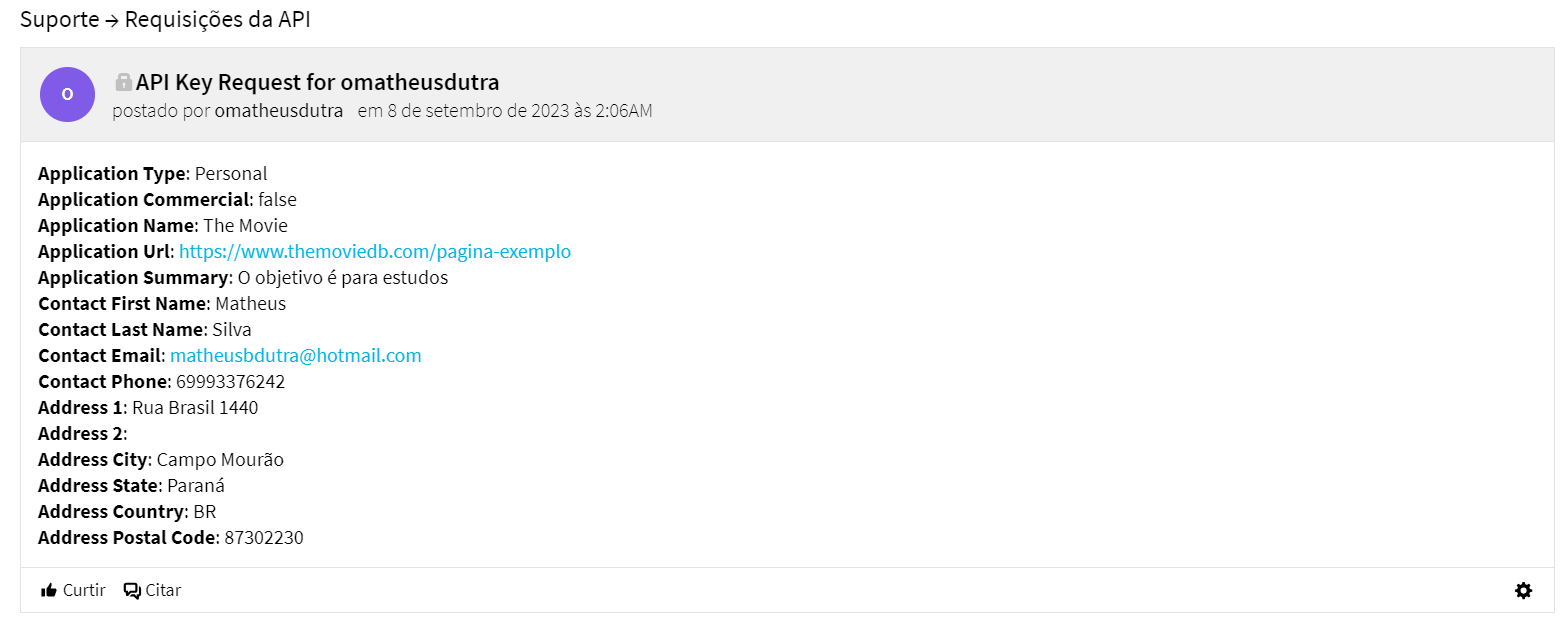 Suporte → Requisições da API
O
API Key Request for omatheusdutra
postado por omatheusdutra em 8 de setembro de 2023 às 2:06AM
Application Type: Personal
Application Commercial: false
Application Name: The Movie
Application Url: https://www.themoviedb.com/pagina-exemplo
Application Summary: O objetivo é para estudos
Contact First Name: Matheus
Contact Last Name: Silva
Contact Email: matheusbdutra@hotmail.com
Contact Phone: 69993376242
Address 1: Rua Brasil 1440
Address 2:
Address City: Campo Mourão
Address State: Paraná
Address Country: BR
Address Postal Code: 87302230
Curtir Citar